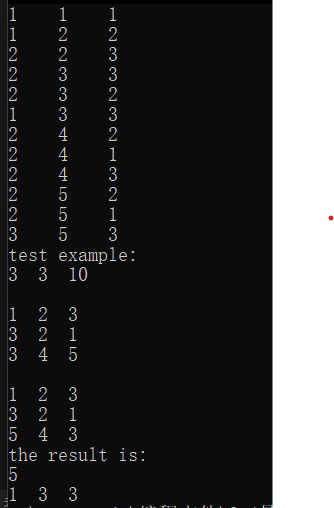 1 1 1
1 2 2
2 2 3
2 3 3
2 3 2
1 3 3
2 4 2
2 4 1
2 4 3
2 5 2
2 5 1
3 5 3
test example:
3 3 10
1 2 3
3 2 1
3 4 5
1 2 3
3 2 1
5 4 3
the result is:
5
1 3 3